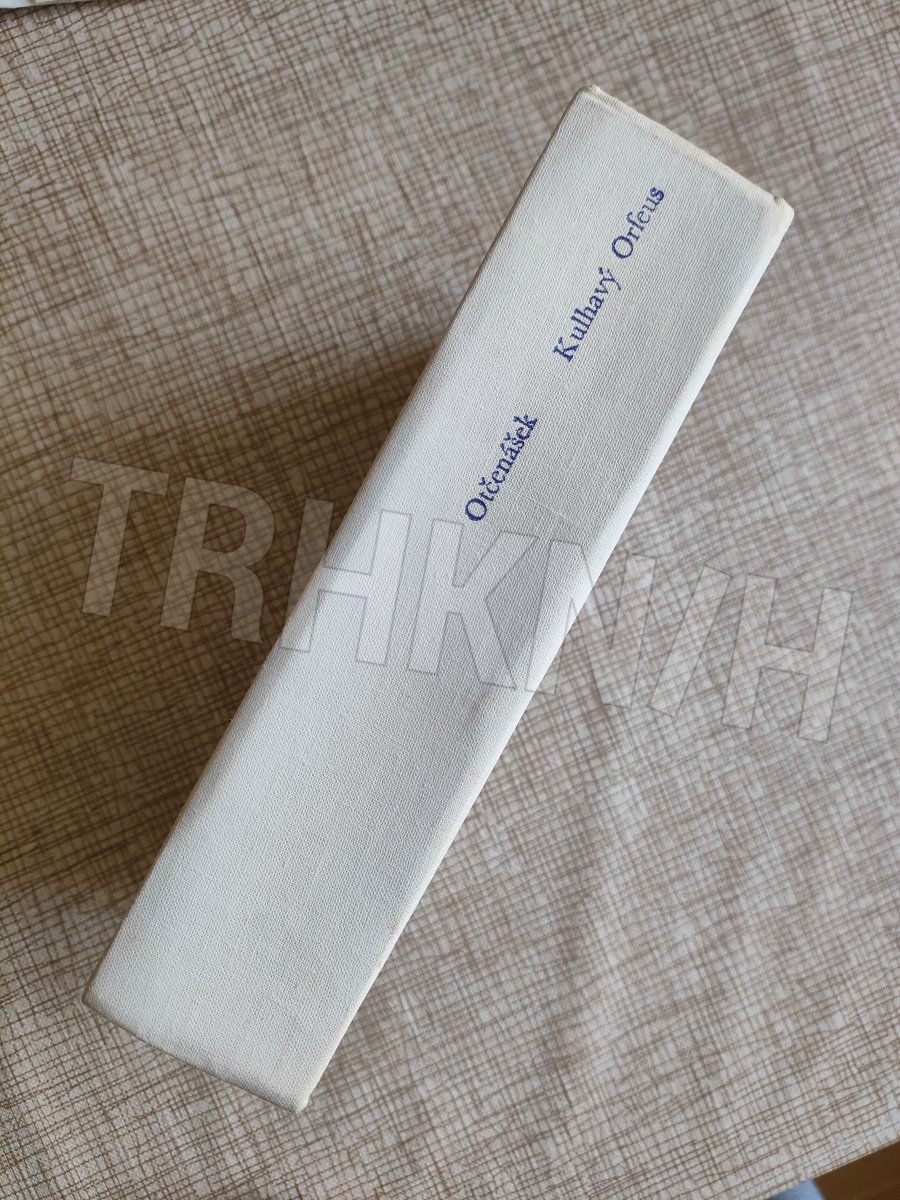 Otčenášek Kulhavý Orfeus
TRHKNIH